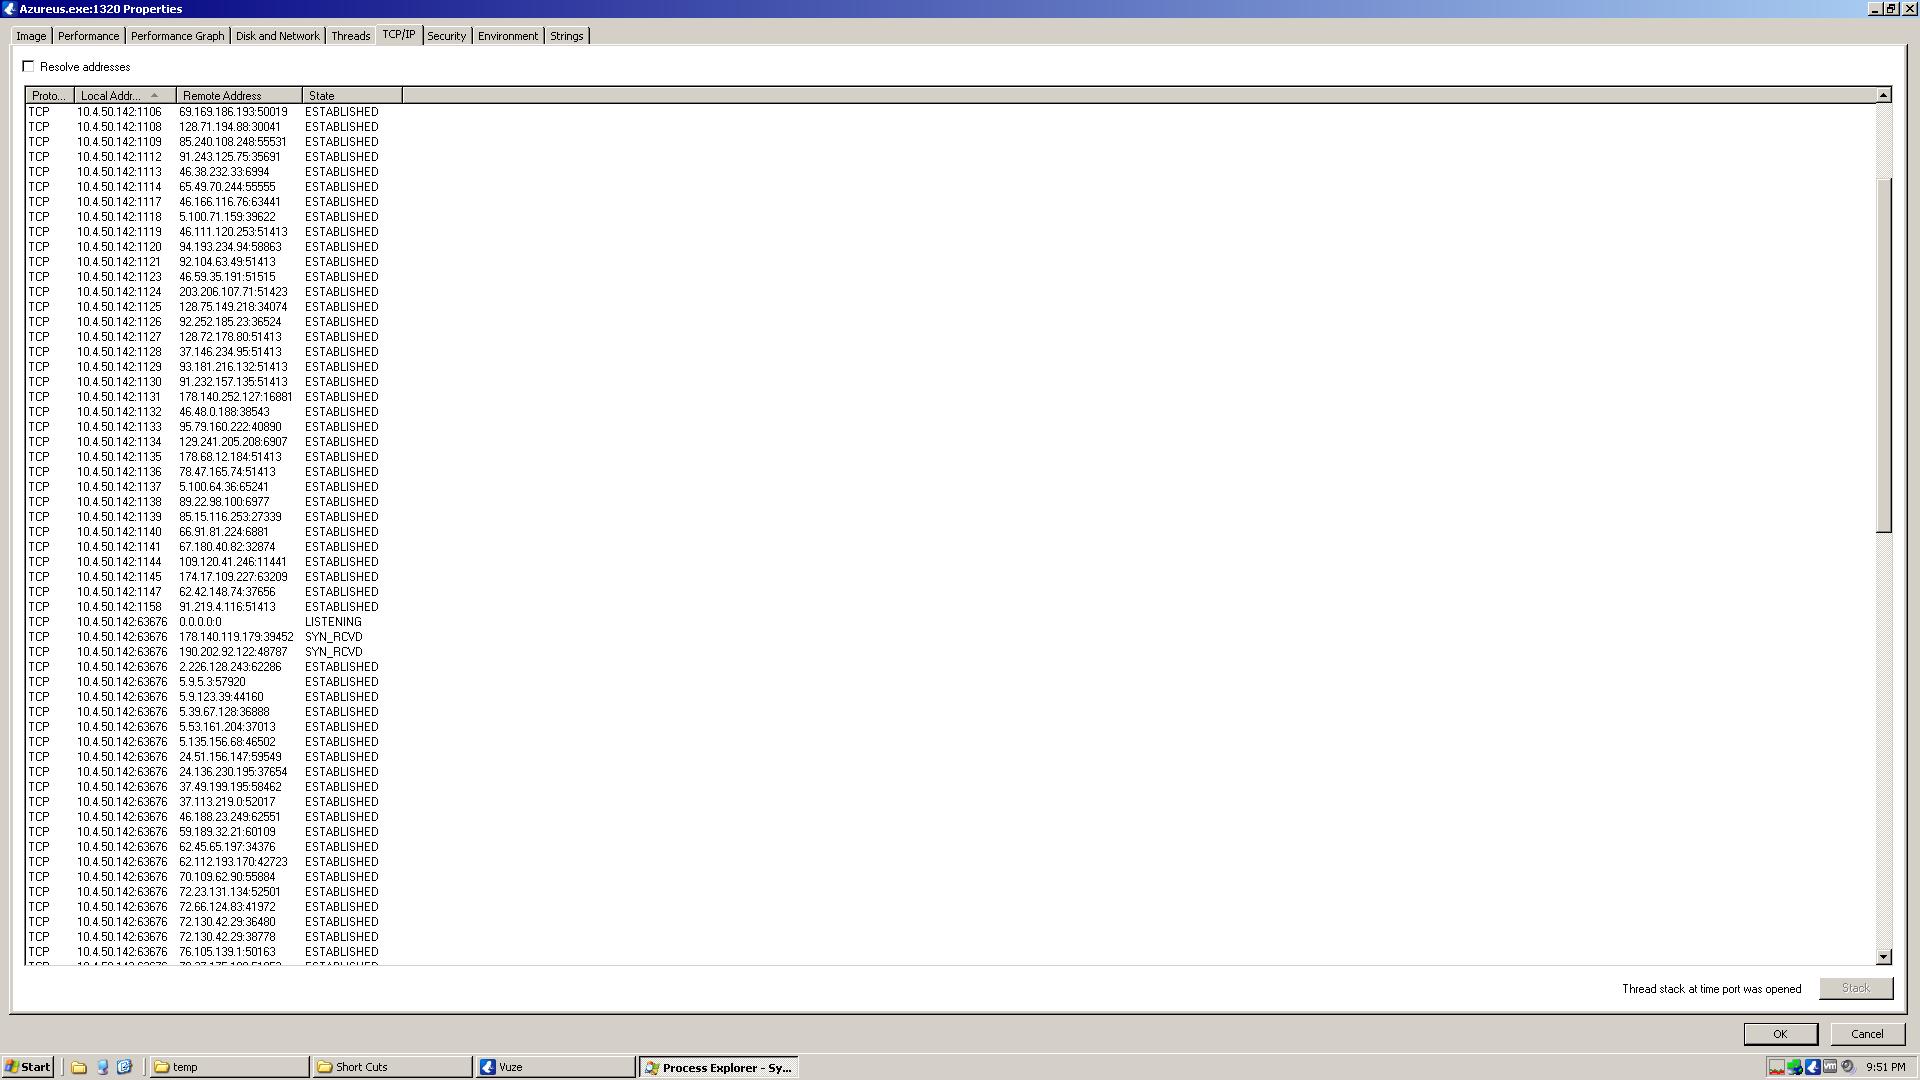 Azureus.exe:1320 Properties
Image Performance Performance Graph Disk and Network Threads TCP/IP Security Environment Strings
Resolve addresses
Proto... Local Addr... Remote Address State
TCP 10.4.50.142:1106 69.169.186.193:50019 ESTABLISHED
TCP 10.4.50.142:1108 128.71.194.88:30041 ESTABLISHED
TCP 10.4.50.142:1109 85.240.108.248:55531 ESTABLISHED
TCP 10.4.50.142:1112 91.243.125.75:35691 ESTABLISHED
TCP 10.4.50.142:1113 46.38.232.33:6994 ESTABLISHED
TCP 10.4.50.142:1114 65.49.70.244:55555 ESTABLISHED
TCP 10.4.50.142:1117 46.166.116.76:63441 ESTABLISHED
TCP 10.4.50.142:1118 5.100.71.159:39622 ESTABLISHED
TCP 10.4.50.142:1119 46.111.120.253:51413 ESTABLISHED
TCP 10.4.50.142:1120 94.193.234.94:58863 ESTABLISHED
TCP 10.4.50.142:1121 92.104.63.49:51413 ESTABLISHED
TCP 10.4.50.142:1123 46.59.35.191:51515 ESTABLISHED
TCP 10.4.50.142:1124 203.206.107.71:51423 ESTABLISHED
TCP 10.4.50.142:1125 128.75.149.218:34074 ESTABLISHED
TCP 10.4.50.142:1126 92.252.185.23:36524 ESTABLISHED
TCP 10.4.50.142:1127 128.72.178.80:51413 ESTABLISHED
TCP 10.4.50.142:1128 37.146.234.95:51413 ESTABLISHED
TCP 10.4.50.142:1129 93.181.216.132:51413 ESTABLISHED
TCP 10.4.50.142:1130 91.232.157.135:51413 ESTABLISHED
TCP 10.4.50.142:1131 178.140.252.127:16881 ESTABLISHED
TCP 10.4.50.142:1132 46.48.0.188:38543 ESTABLISHED
TCP 10.4.50.142:1133 95.79.160.222:40890 ESTABLISHED
TCP 10.4.50.142:1134 129.241.205.208:6907 ESTABLISHED
TCP 10.4.50.142:1135 178.68.12.184:51413 ESTABLISHED
TCP 10.4.50.142:1136 78.47.165.74:51413 ESTABLISHED
TCP 10.4.50.142:1137 5.100.64.36:65241 ESTABLISHED
TCP 10.4.50.142:1138 89.22.98.100:6977 ESTABLISHED
TCP 10.4.50.142:1139 85.15.116.253:27339 ESTABLISHED
TCP 10.4.50.142:1140 66.91.81.224:6881 ESTABLISHED
TCP 10.4.50.142:1141 67.180.40.82:32874 ESTABLISHED
TCP 10.4.50.142:1144 109.120.41.246:11441 ESTABLISHED
TCP 10.4.50.142:1145 174.17.109.227:63209 ESTABLISHED
TCP 10.4.50.142:1147 62.42.148.74:37656 ESTABLISHED
TCP 10.4.50.142:1158 91.219.4.116:51413 ESTABLISHED
TCP 10.4.50.142:63676 0.0.0.0:0 LISTENING
TCP 10.4.50.142:63676 178.140.119.179:39452 SYN_RCVD
TCP 10.4.50.142:63676 190.202.92.122:48787 SYN_RCVD
TCP 10.4.50.142:63676 2.226.128.243:62286 ESTABLISHED
TCP 10.4.50.142:63676 5.9.5.3:57920 ESTABLISHED
TCP 10.4.50.142:63676 5.9.123.39:44160 ESTABLISHED
TCP 10.4.50.142:63676 5.39.67.128:36888 ESTABLISHED
TCP 10.4.50.142:63676 5.53.161.204:37013 ESTABLISHED
TCP 10.4.50.142:63676 5.135.156.68:46502 ESTABLISHED
TCP 10.4.50.142:63676 24.51.156.147:59549 ESTABLISHED
TCP 10.4.50.142:63676 24.136.230.195:37654 ESTABLISHED
TCP 10.4.50.142:63676 37.49.199.195:58462 ESTABLISHED
TCP 10.4.50.142:63676 37.113.219.0:52017 ESTABLISHED
TCP 10.4.50.142:63676 46.188.23.249:62551 ESTABLISHED
TCP 10.4.50.142:63676 59.189.32.21:60109 ESTABLISHED
TCP 10.4.50.142:63676 62.45.65.197:34376 ESTABLISHED
TCP 10.4.50.142:63676 62.112.193.170:42723 ESTABLISHED
TCP 10.4.50.142:63676 70.109.62.90:55884 ESTABLISHED
TCP 10.4.50.142:63676 72.23.131.134:52501 ESTABLISHED
TCP 10.4.50.142:63676 72.66.124.83:41972 ESTABLISHED
TCP 10.4.50.142:63676 72.130.42.29:36480 ESTABLISHED
TCP 10.4.50.142:63676 72.130.42.29:38778 ESTABLISHED
TCP 10.4.50.142:63676 76.105.139.1:50163 ESTABLISHED
Thread stack at time port was opened Stack
OK Cancel
Start temp Short Cuts Vuze Process Explorer - Sy... 9:51 PM